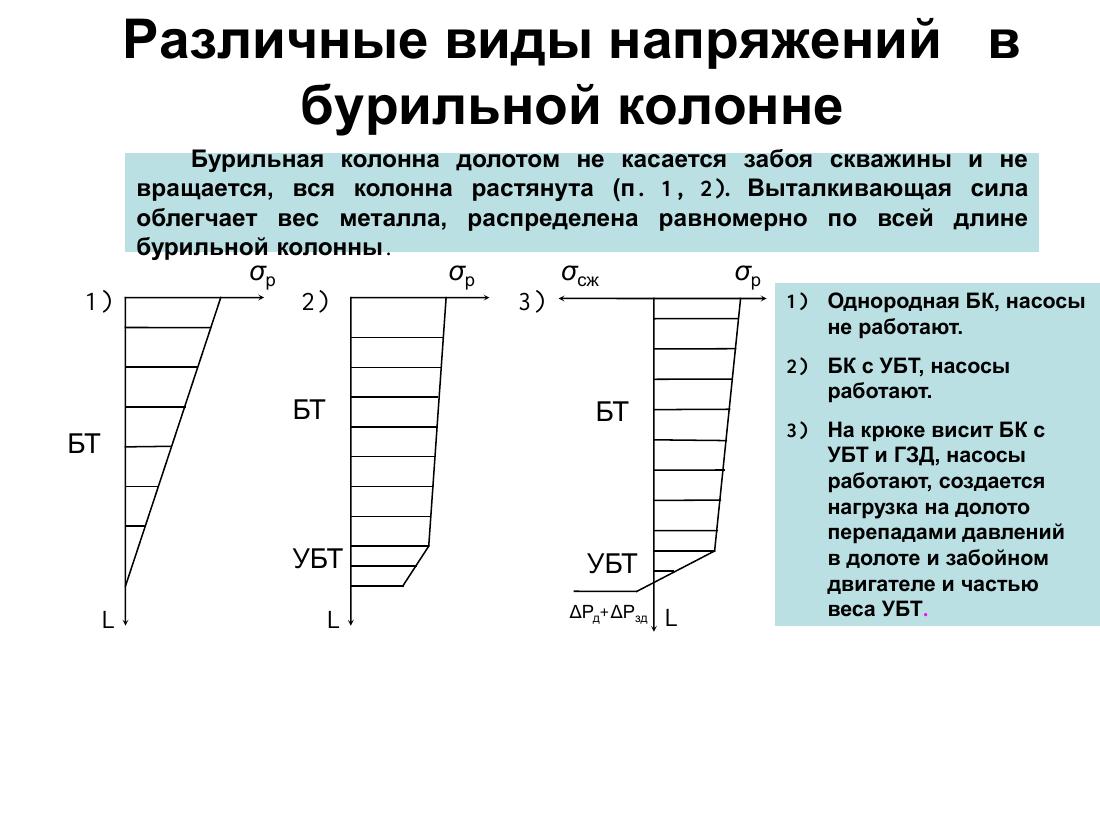 Различные виды напряжений в
бурильной колонне
Бурильная колонна долотом не касается забоя скважины и не
вращается, вся колонна растянута (п. 1, 2). Выталкивающая сила
облегчает вес металла, распределена равномерно по всей длине
бурильной колонны.
1) σр
БТ
L
2) σр
БТ
УБТ
L
3) σсж σр
БТ
УБТ
ΔРд+ΔРзд L
1) Однородная БК, насосы
не работают.
2) БК с УБТ, насосы
работают.
3) На крюке висит БК с
УБТ и ГЗД, насосы
работают, создается
нагрузка на долото
перепадами давлений
в долоте и забойном
двигателе и частью
веса УБТ.